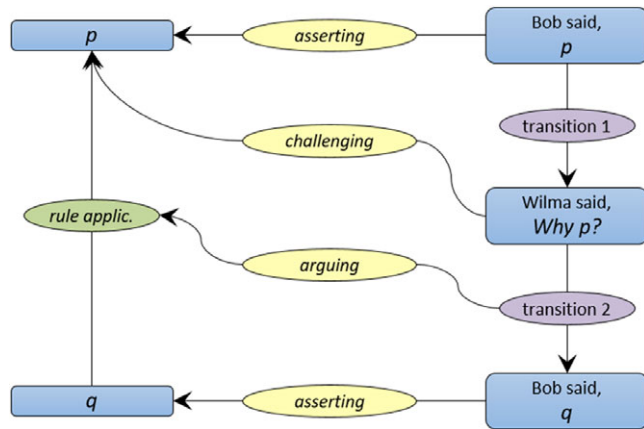 p
asserting
Bob said,
p
transition 1
challenging
Wilma said,
Why p?
rule applic.
arguing
transition 2
q
asserting
Bob said,
q